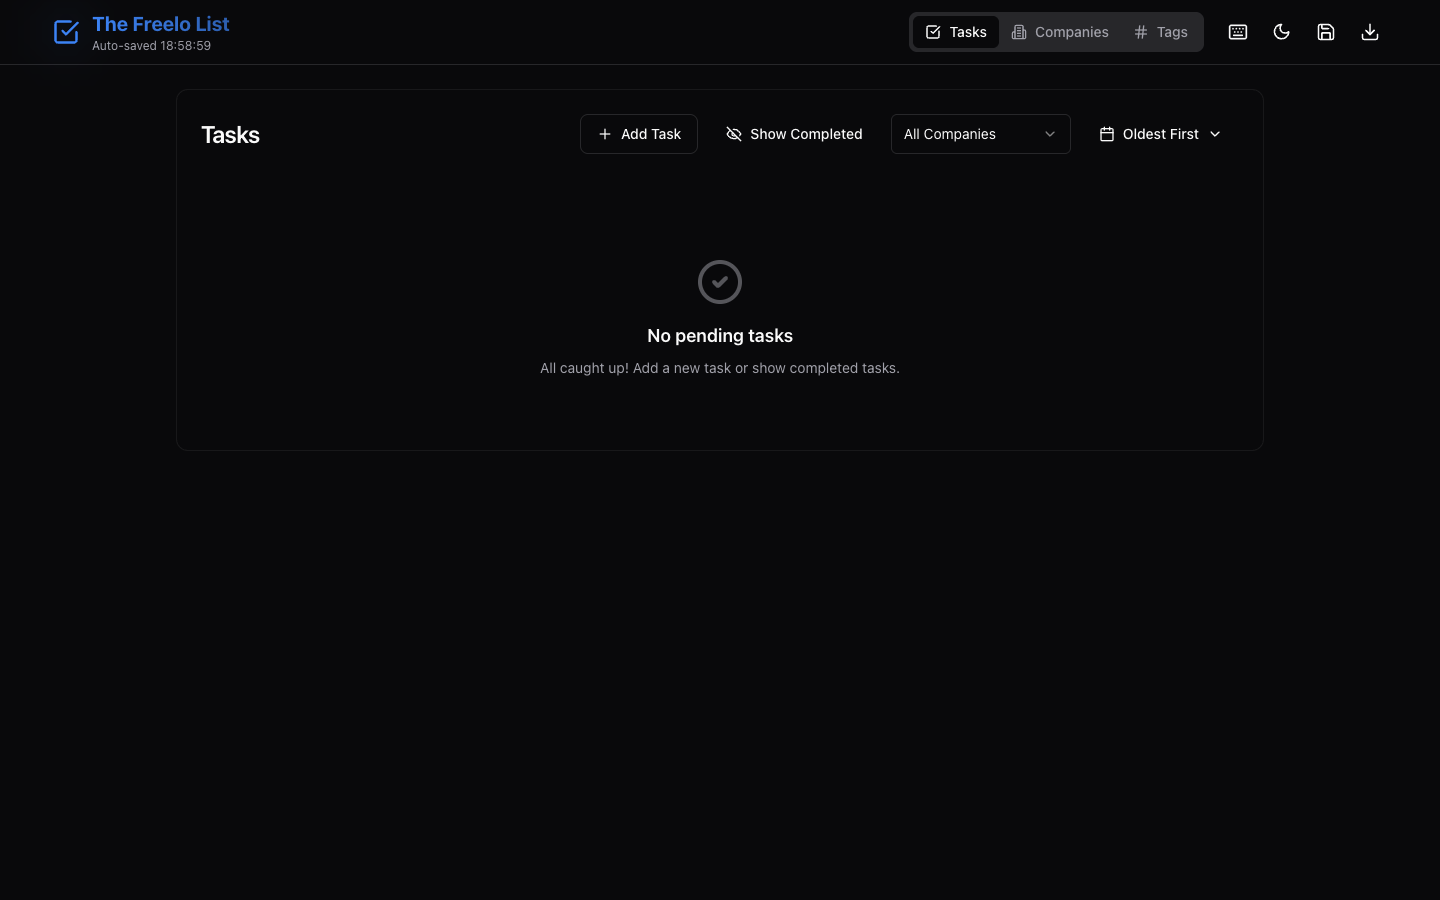 The Freelo List
Auto-saved 18:58:59
Tasks
Companies
Tags
Tasks
Add Task
Show Completed
All Companies
Oldest First
No pending tasks
All caught up! Add a new task or show completed tasks.